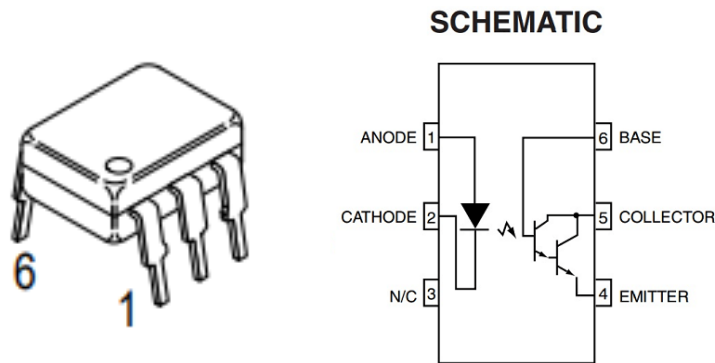 SCHEMATIC
6
1
ANODE 1
6 BASE
CATHODE 2
5 COLLECTOR
N/C 3
4 EMITTER